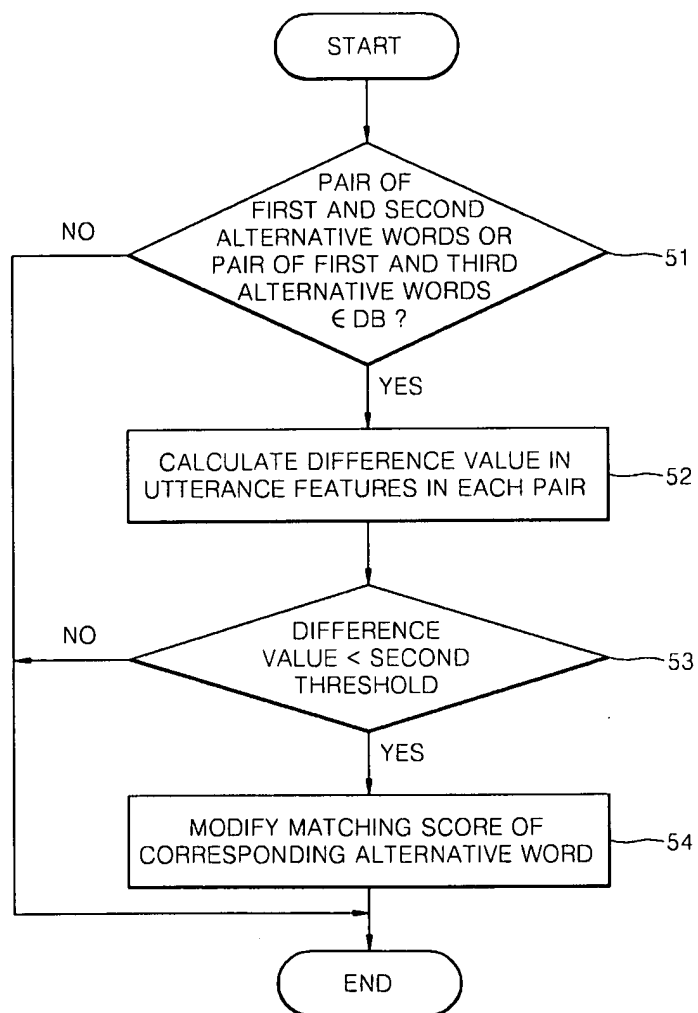 START
PAIR OF
FIRST AND SECOND
ALTERNATIVE WORDS OR
PAIR OF FIRST AND THIRD
ALTERNATIVE WORDS
∈ DB ?
NO
51
YES
CALCULATE DIFFERENCE VALUE IN
UTTERANCE FEATURES IN EACH PAIR
52
NO
DIFFERENCE
VALUE < SECOND
THRESHOLD
53
YES
MODIFY MATCHING SCORE OF
CORRESPONDING ALTERNATIVE WORD
54
END